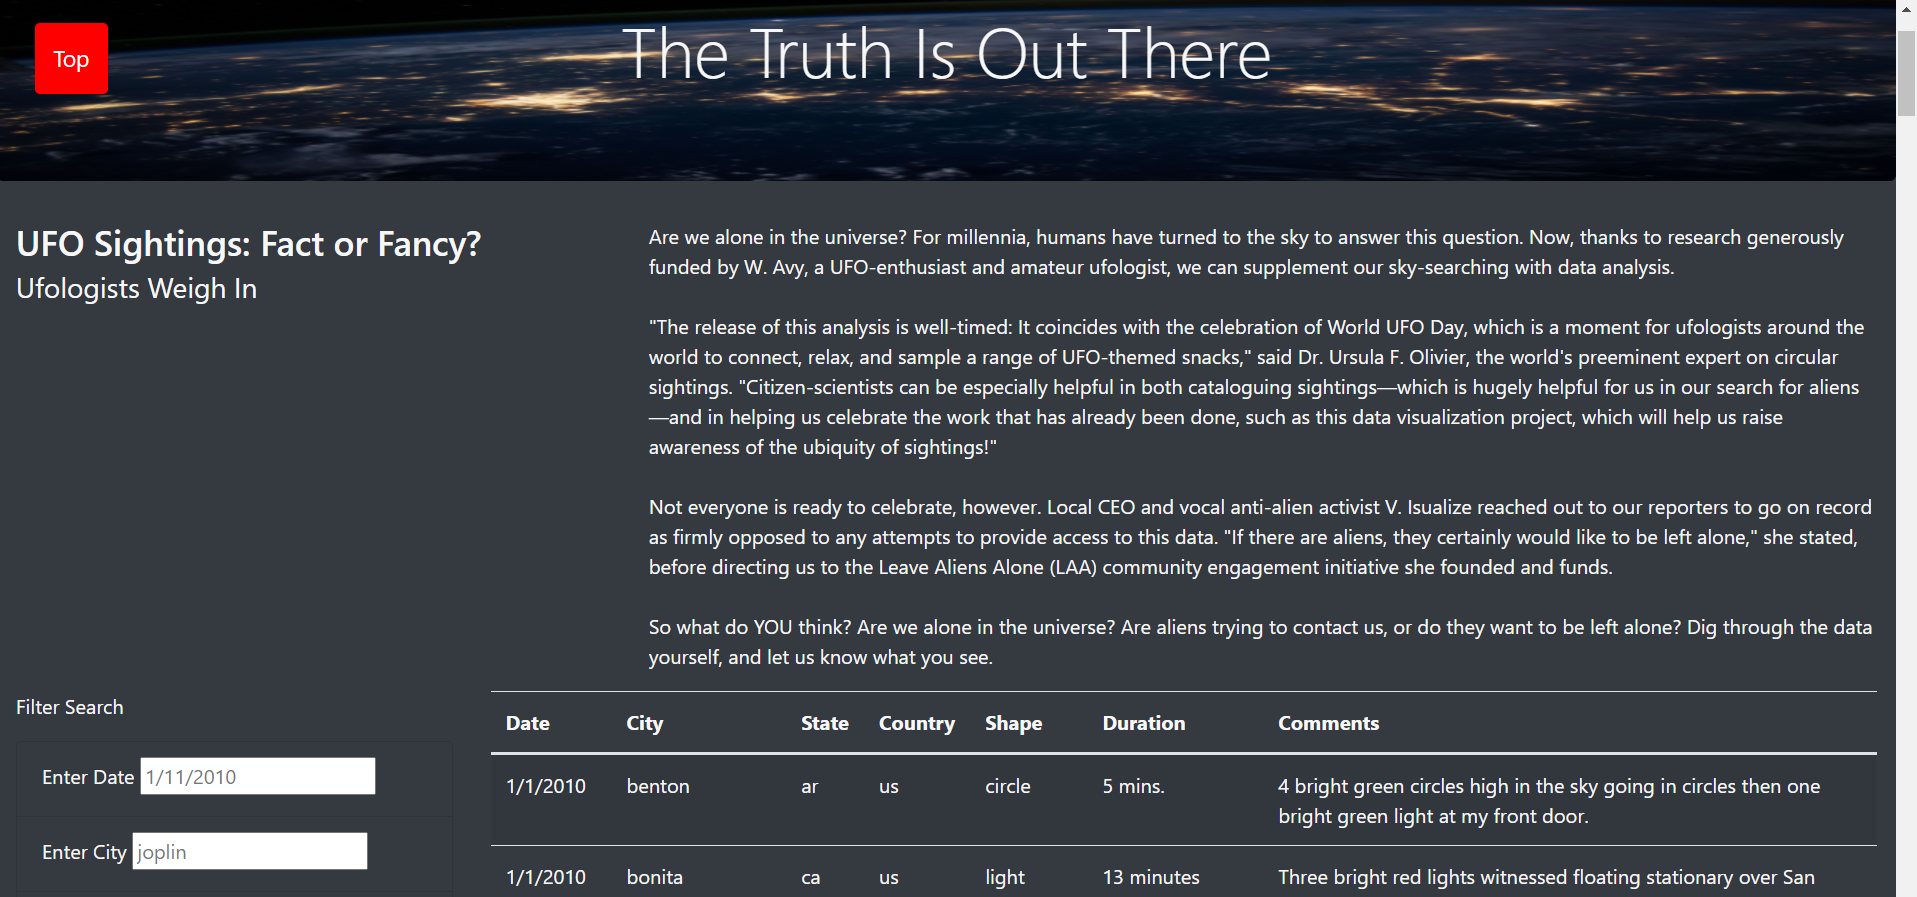 Top
The Truth Is Out There
UFO Sightings: Fact or Fancy?
Ufologists Weigh In
Are we alone in the universe? For millennia, humans have turned to the sky to answer this question. Now, thanks to research generously
funded by W. Avy, a UFO-enthusiast and amateur ufologist, we can supplement our sky-searching with data analysis.
"The release of this analysis is well-timed: It coincides with the celebration of World UFO Day, which is a moment for ufologists around the
world to connect, relax, and sample a range of UFO-themed snacks," said Dr. Ursula F. Olivier, the world's preeminent expert on circular
sightings. "Citizen-scientists can be especially helpful in both cataloguing sightings—which is hugely helpful for us in our search for aliens
—and in helping us celebrate the work that has already been done, such as this data visualization project, which will help us raise
awareness of the ubiquity of sightings!"
Not everyone is ready to celebrate, however. Local CEO and vocal anti-alien activist V. Isualize reached out to our reporters to go on record
as firmly opposed to any attempts to provide access to this data. "If there are aliens, they certainly would like to be left alone," she stated,
before directing us to the Leave Aliens Alone (LAA) community engagement initiative she founded and funds.
So what do YOU think? Are we alone in the universe? Are aliens trying to contact us, or do they want to be left alone? Dig through the data
yourself, and let us know what you see.
Filter Search
Enter Date 1/11/2010
Enter City joplin
Date City State Country Shape Duration Comments
1/1/2010 benton ar us circle 5 mins. 4 bright green circles high in the sky going in circles then one
bright green light at my front door.
1/1/2010 bonita ca us light 13 minutes Three bright red lights witnessed floating stationary over San